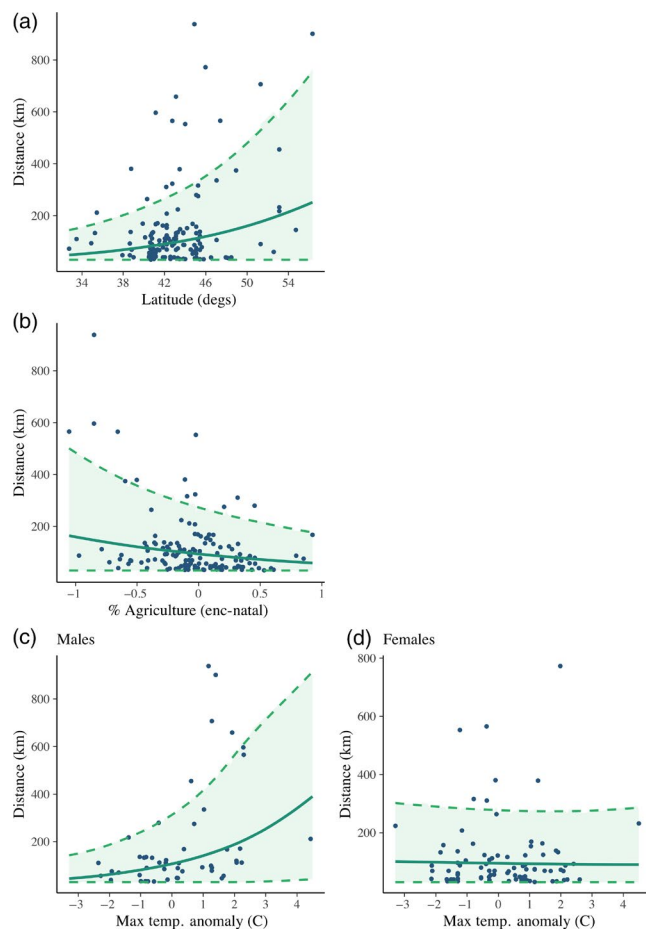 (a)
Distance (km)
800
600
400
200
34 38 42 46 50 54
Latitude (degs)
(b)
Distance (km)
800
600
400
200
−1 −0.5 0 0.5 1
% Agriculture (enc-natal)
(c) Males
Distance (km)
800
600
400
200
−3 −2 −1 0 1 2 3 4
Max temp. anomaly (C)
(d) Females
Distance (km)
800
600
400
200
−3 −2 −1 0 1 2 3 4
Max temp. anomaly (C)